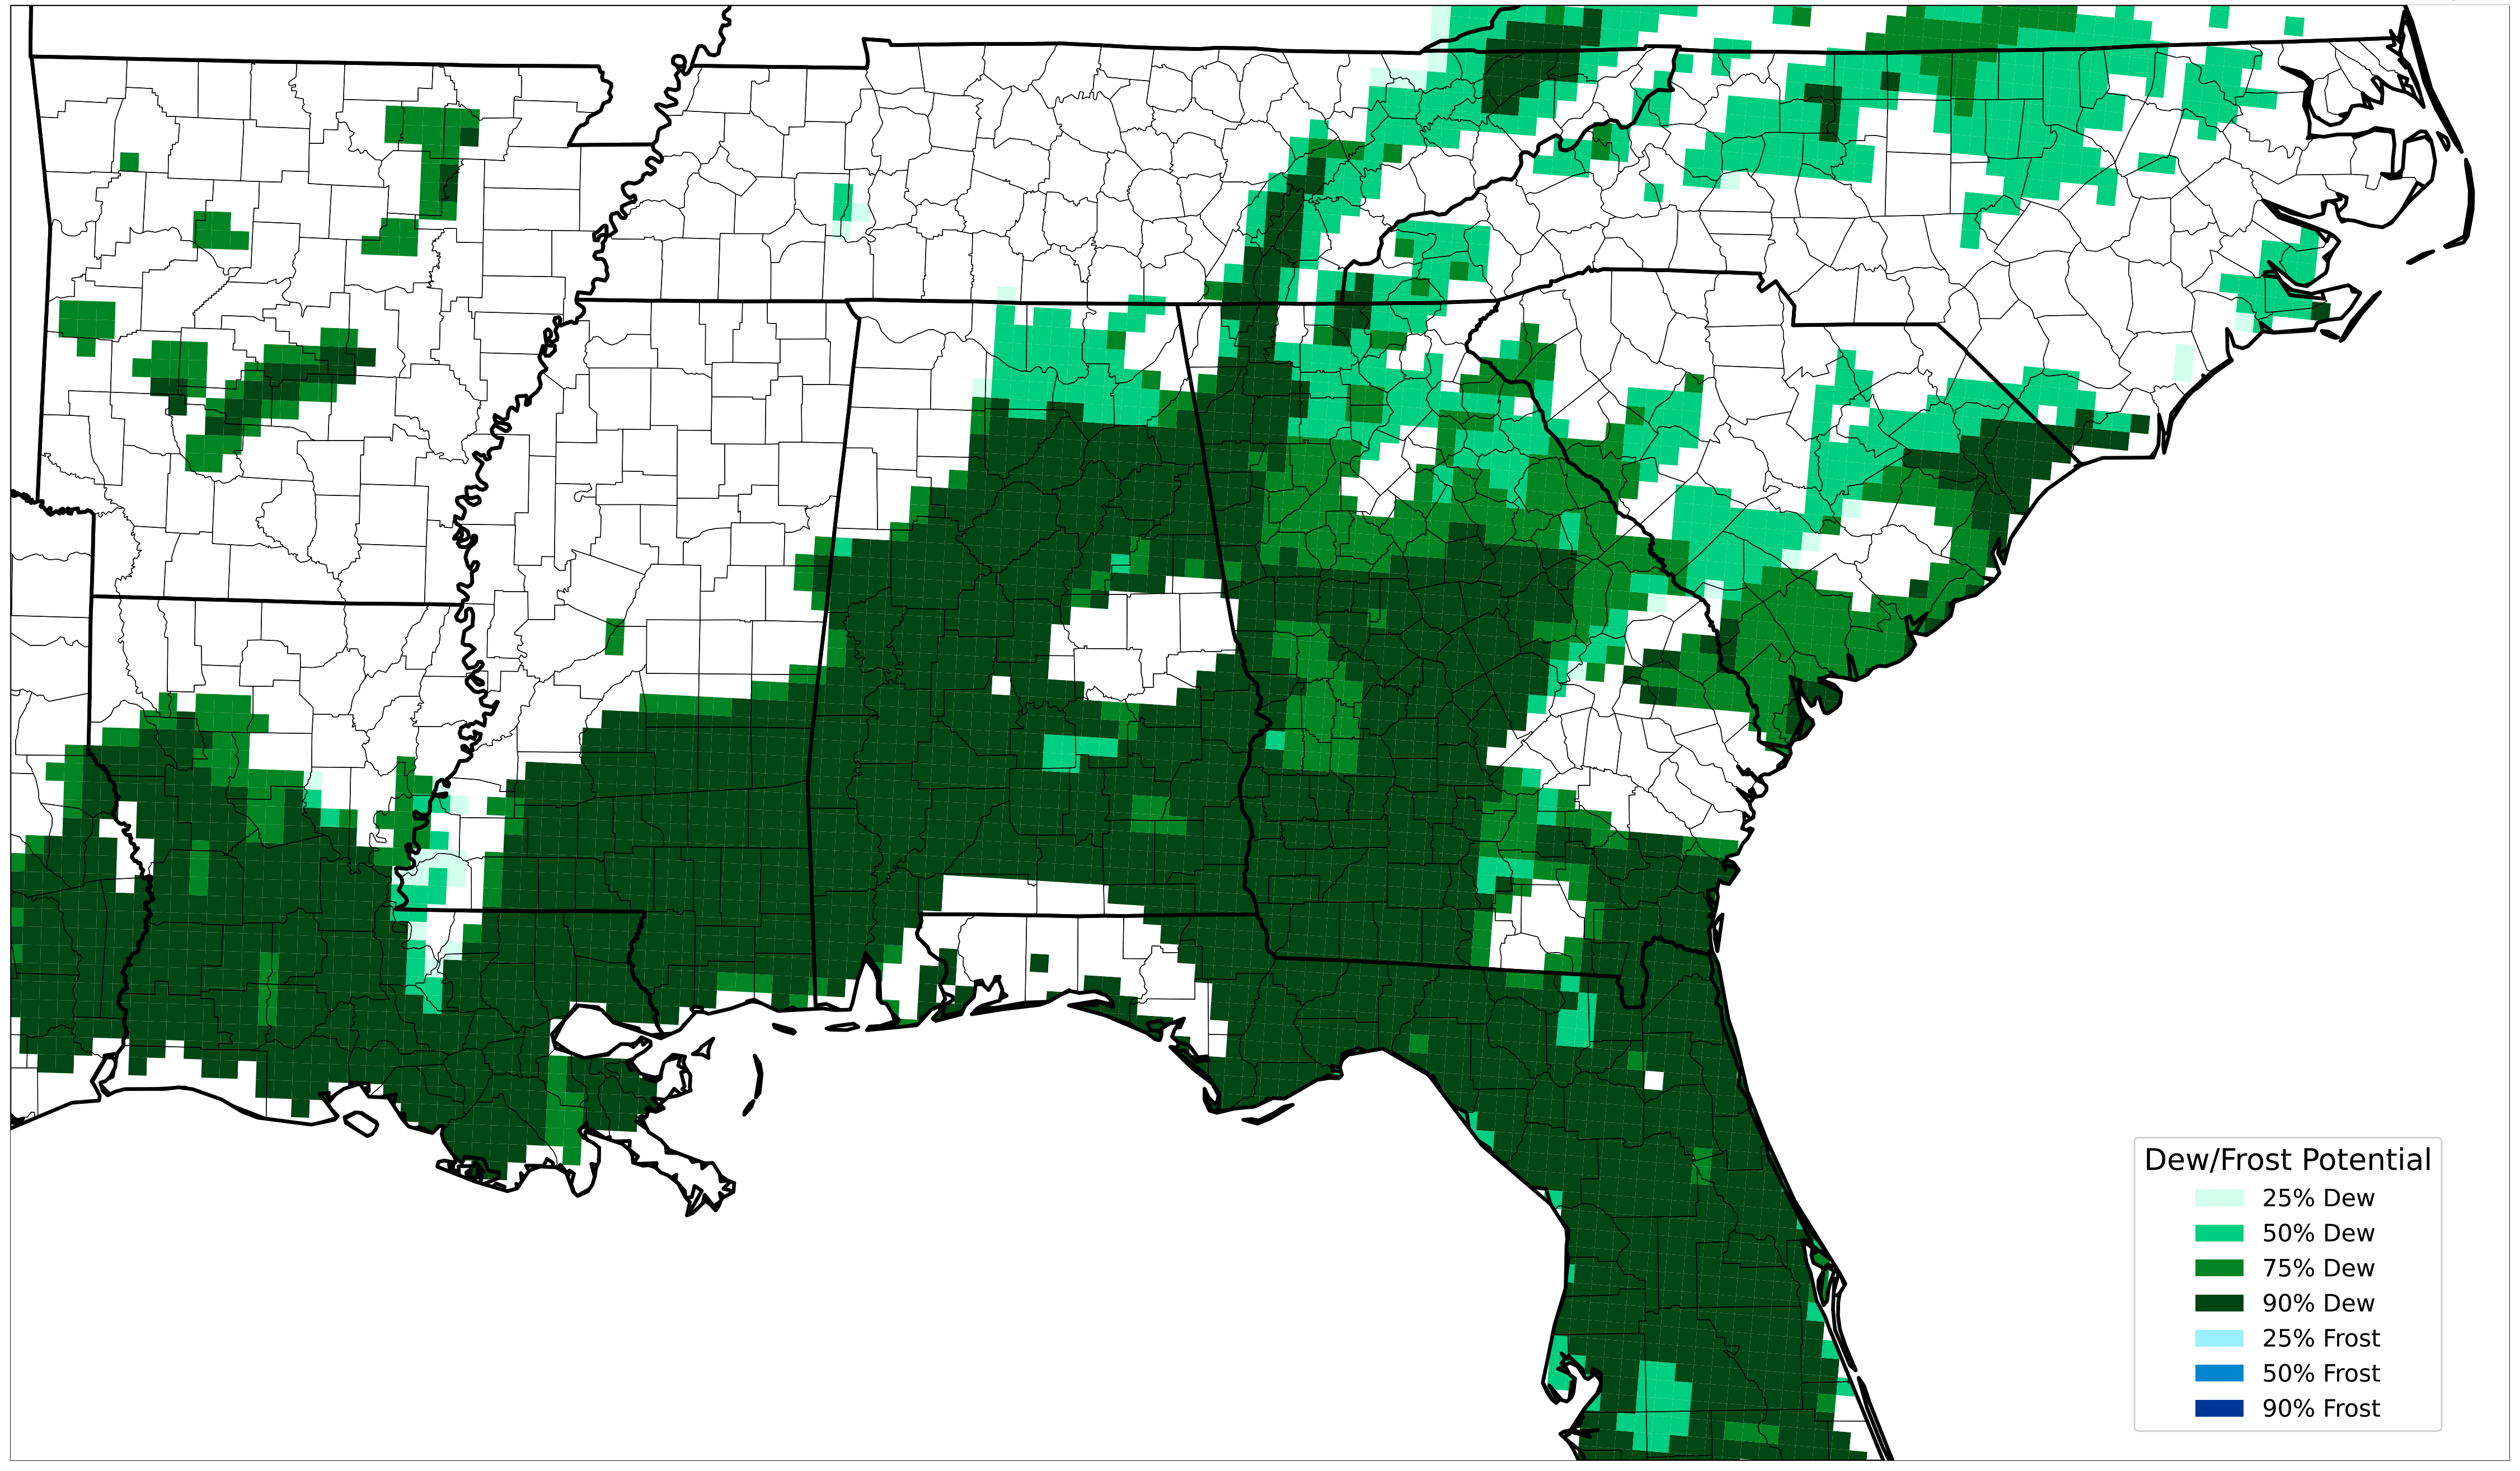 Dew/Frost Potential
25% Dew
50% Dew
75% Dew
90% Dew
25% Frost
50% Frost
90% Frost